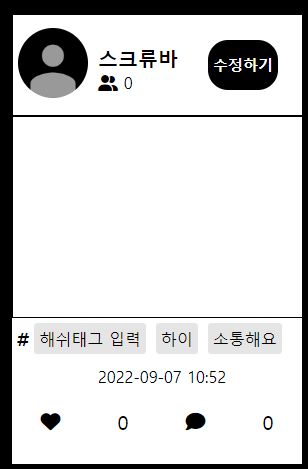 스크류바
수정하기
0
# 해쉬태그 입력 하이 소통해요
2022-09-07 10:52
0 0